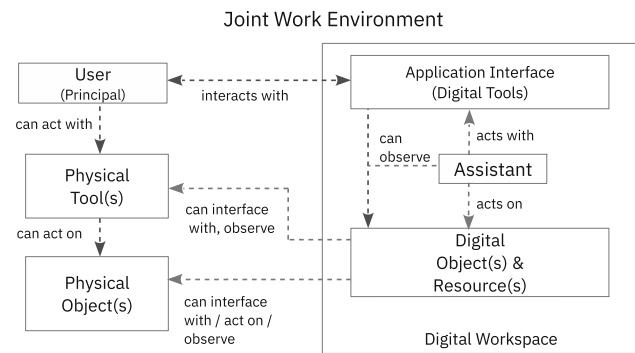 Joint Work Environment
User
(Principal)
interacts with
Application Interface
(Digital Tools)
can act with
can
observe
acts with
Assistant
Physical
Tool(s)
can interface
with, observe
acts on
can act on
Digital
Object(s) &
Resource(s)
Physical
Object(s)
can interface
with / act on /
observe
Digital Workspace